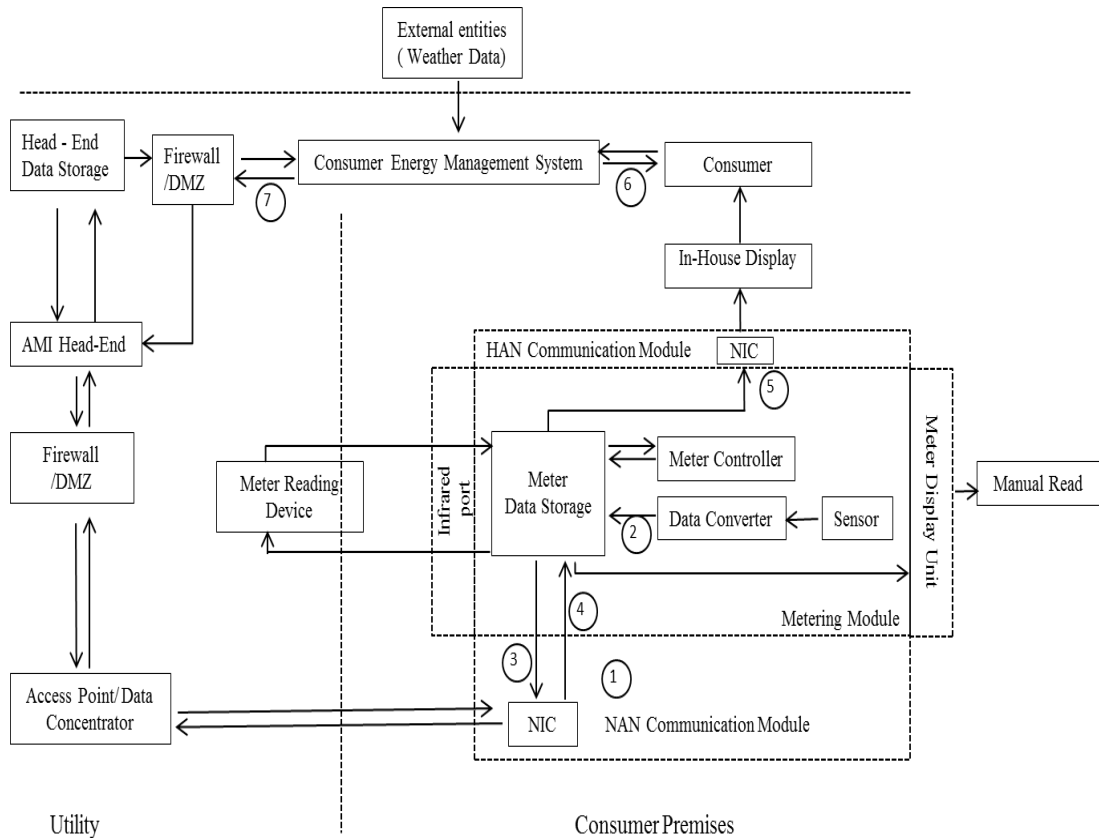 External entities
( Weather Data)
Head - End
Data Storage
Firewall
/DMZ
Consumer Energy Management System
Consumer
7
6
In-House Display
AMI Head-End
HAN Communication Module
NIC
5
Firewall
/DMZ
Meter Reading
Device
Infrared
port
Meter
Data Storage
Meter Controller
Data Converter
Sensor
2
Meter Display Unit
Manual Read
4
Metering Module
3
1
Access Point/Data
Concentrator
NIC
NAN Communication Module
Utility
Consumer Premises